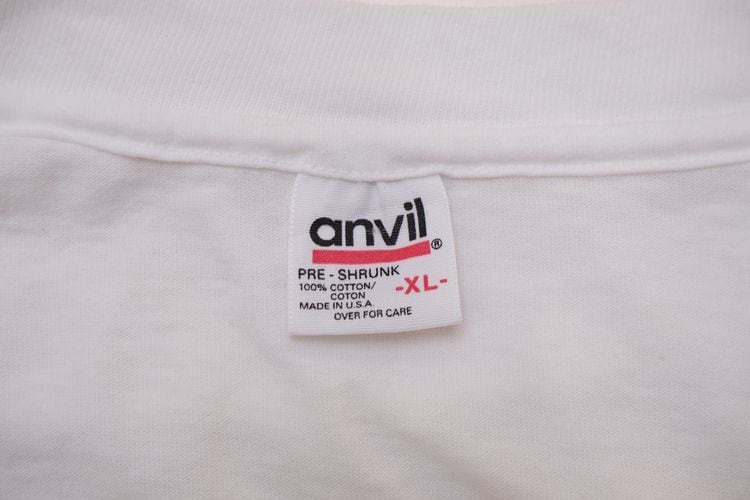 anvil®
PRE - SHRUNK
100% COTTON/
COTON
-XL-
MADE IN U.S.A.
OVER FOR CARE